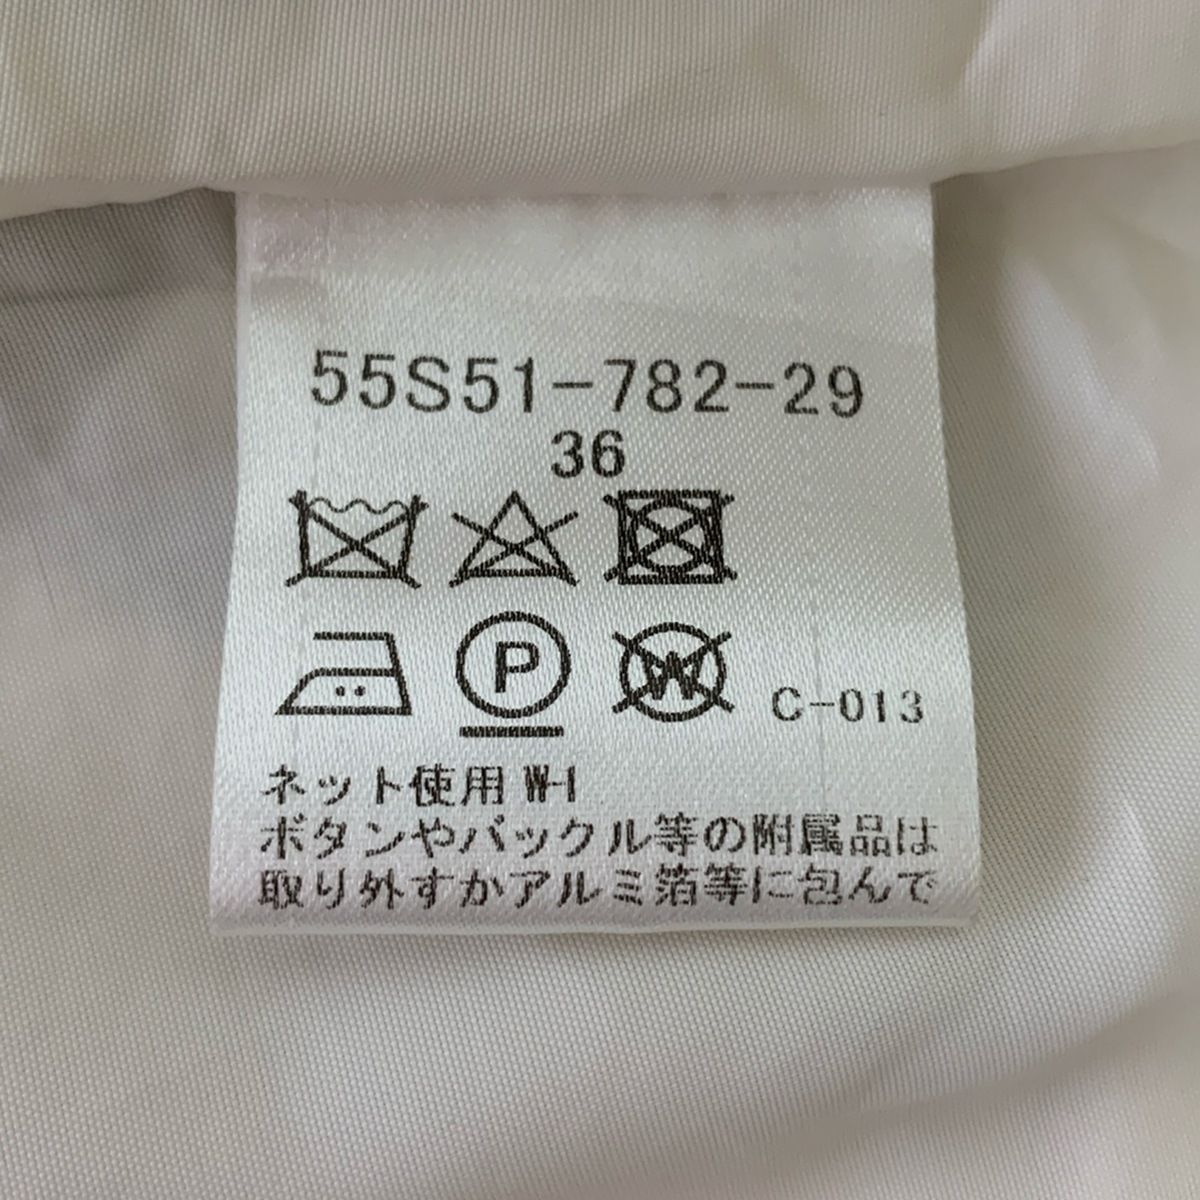 55S51-782-29
36
P W C-013
ネット使用 W-I
ボタンやバックル等の附属品は
取り外すかアルミ箔等に包んで